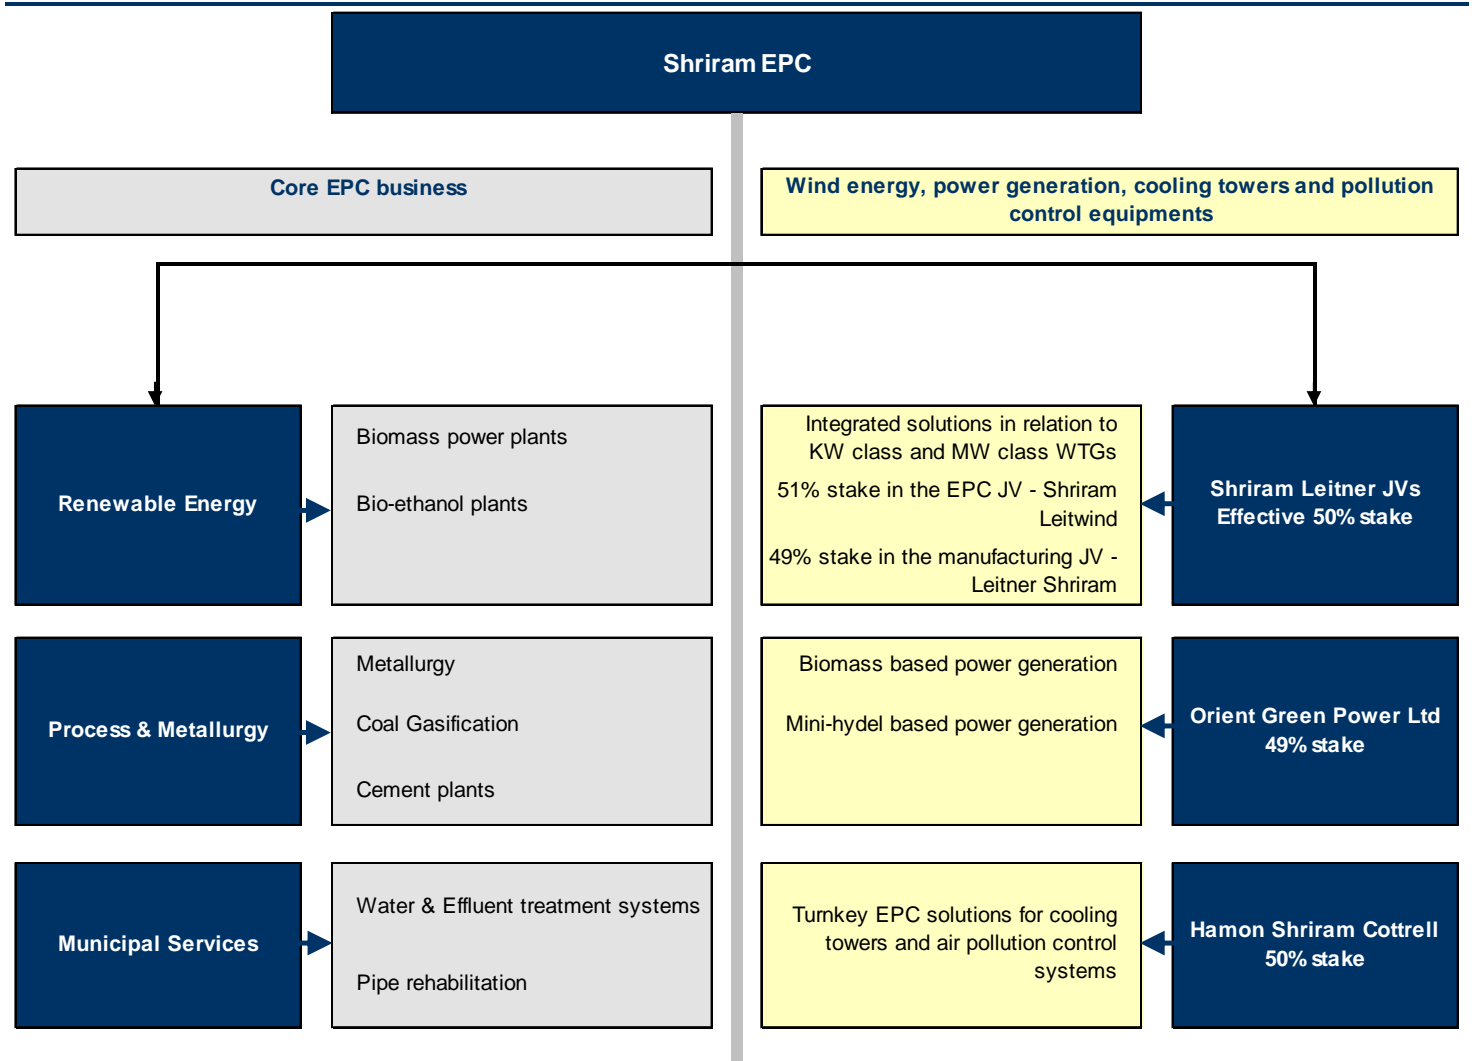 Shriram EPC
Core EPC business
Wind energy, power generation, cooling towers and pollution
control equipments
Renewable Energy
Biomass power plants
Bio-ethanol plants
Integrated solutions in relation to
KW class and MW class WTGs
51% stake in the EPC JV - Shriram
Leitwind
49% stake in the manufacturing JV -
Leitner Shriram
Shriram Leitner JVs
Effective 50% stake
Process & Metallurgy
Metallurgy
Coal Gasification
Cement plants
Biomass based power generation
Mini-hydel based power generation
Orient Green Power Ltd
49% stake
Municipal Services
Water & Effluent treatment systems
Pipe rehabilitation
Turnkey EPC solutions for cooling
towers and air pollution control
systems
Hamon Shriram Cottrell
50% stake